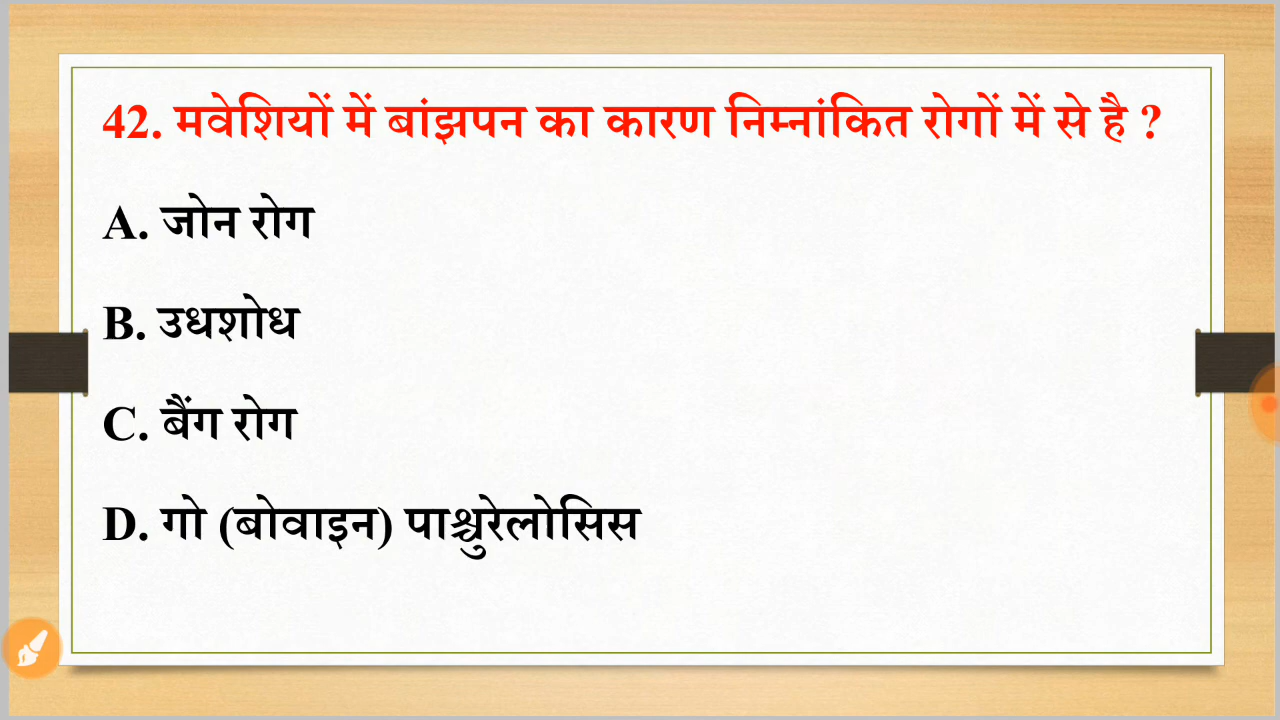 42. मवेशियों में बांझपन का कारण निम्नांकित रोगों में से है ?
A. जोन रोग
B. उधशोध
C. बैंग रोग
D. गो (बोवाइन) पाश्चुरेलोसिस